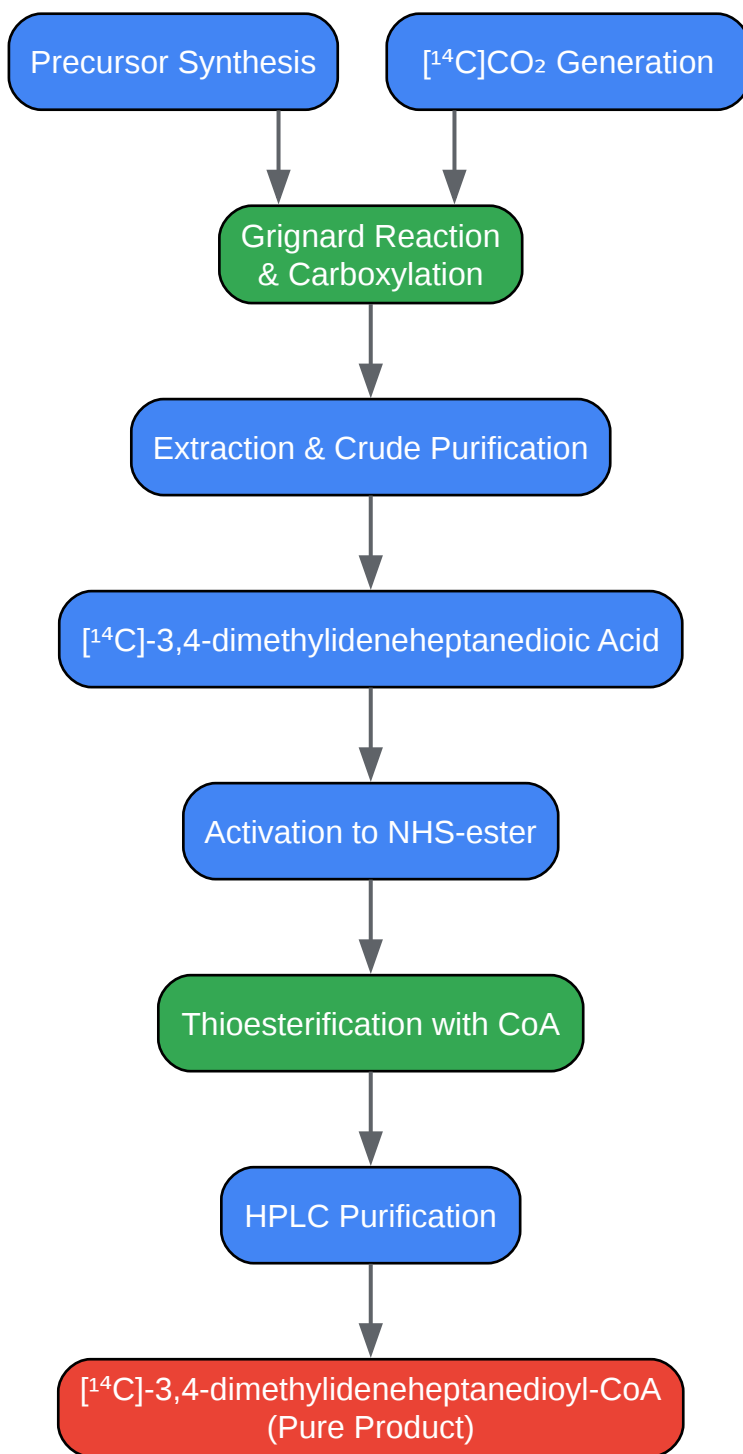 Precursor Synthesis
[¹⁴C]CO₂ Generation
Grignard Reaction
& Carboxylation
Extraction & Crude Purification
[¹⁴C]-3,4-dimethylideneheptanedioic Acid
Activation to NHS-ester
Thioesterification with CoA
HPLC Purification
[¹⁴C]-3,4-dimethylideneheptanedioyl-CoA
(Pure Product)